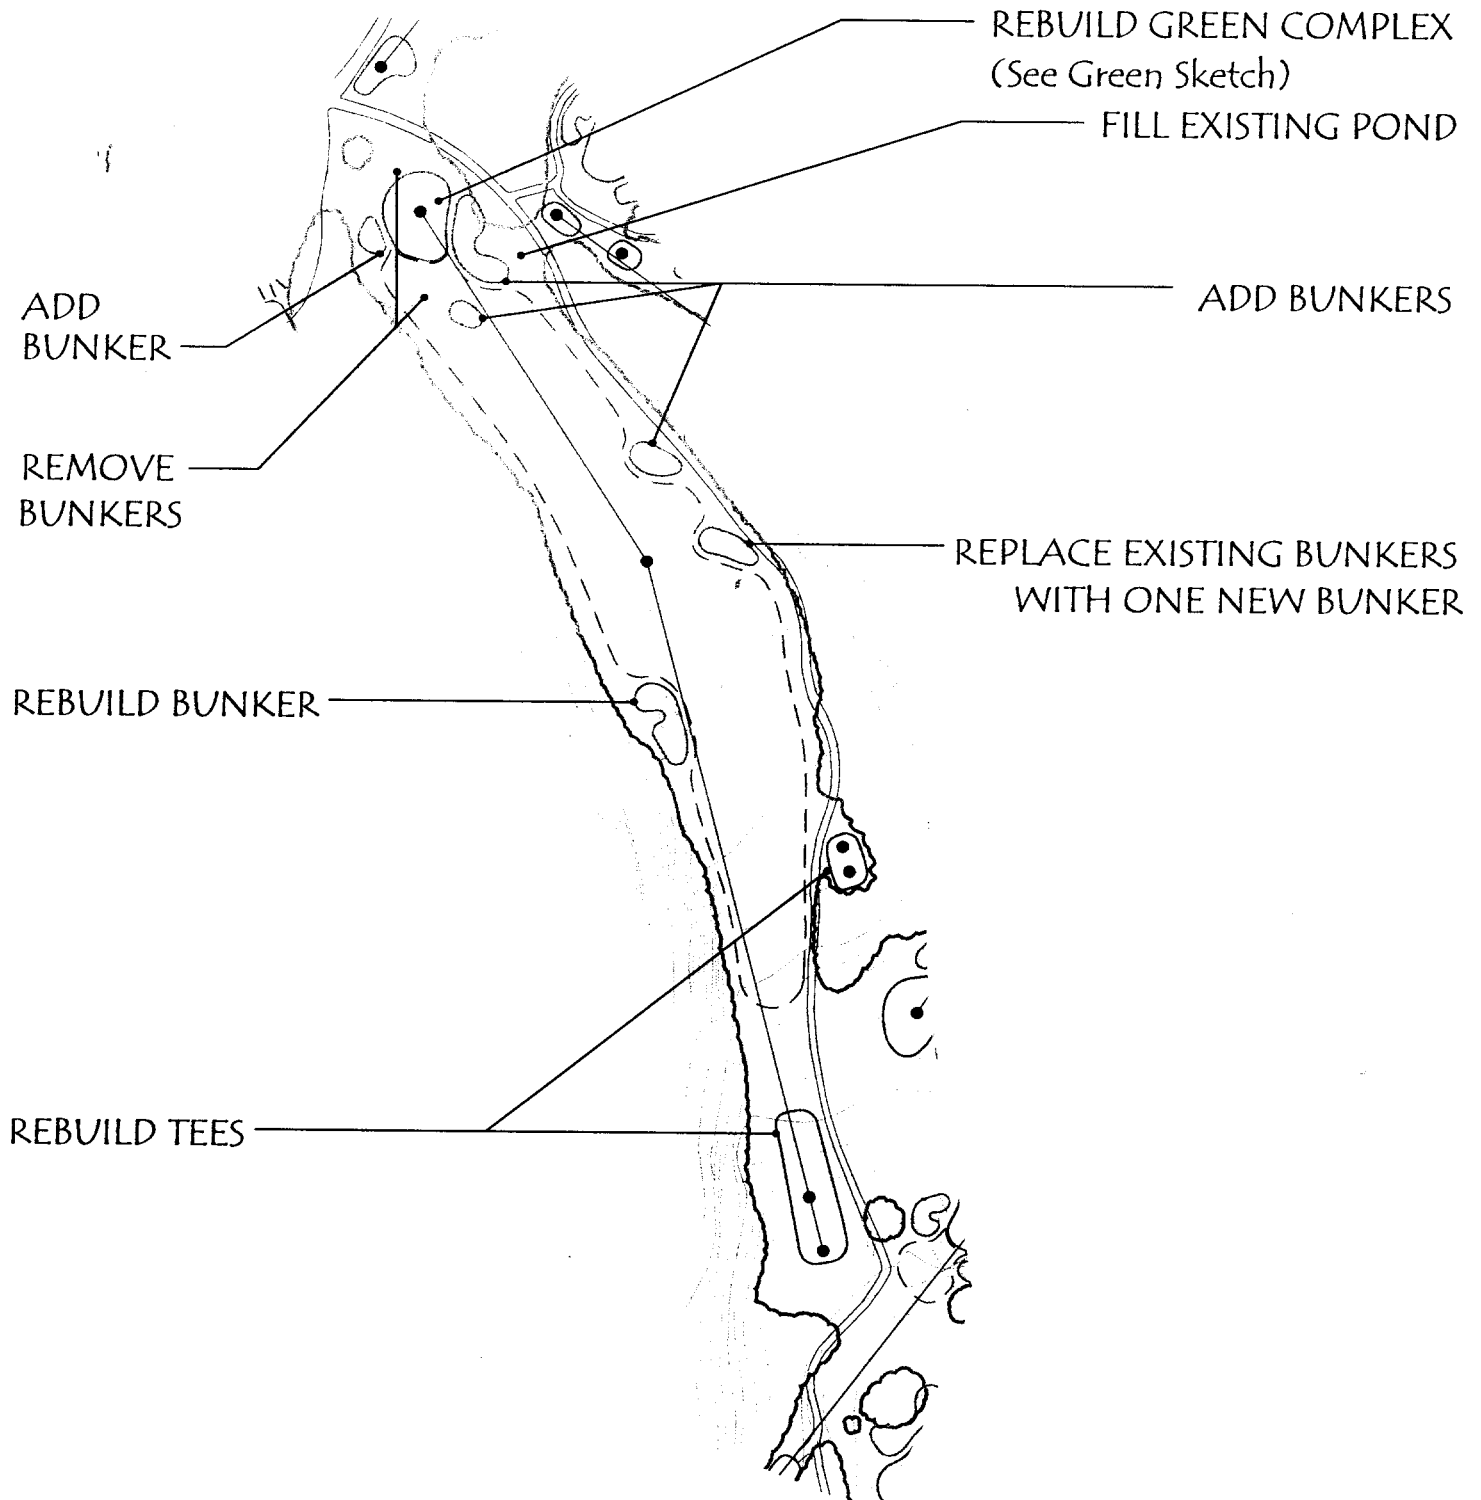 REBUILD GREEN COMPLEX
(See Green Sketch)
FILL EXISTING POND
ADD
BUNKER
ADD BUNKERS
REMOVE
BUNKERS
REPLACE EXISTING BUNKERS
WITH ONE NEW BUNKER
REBUILD BUNKER
REBUILD TEES